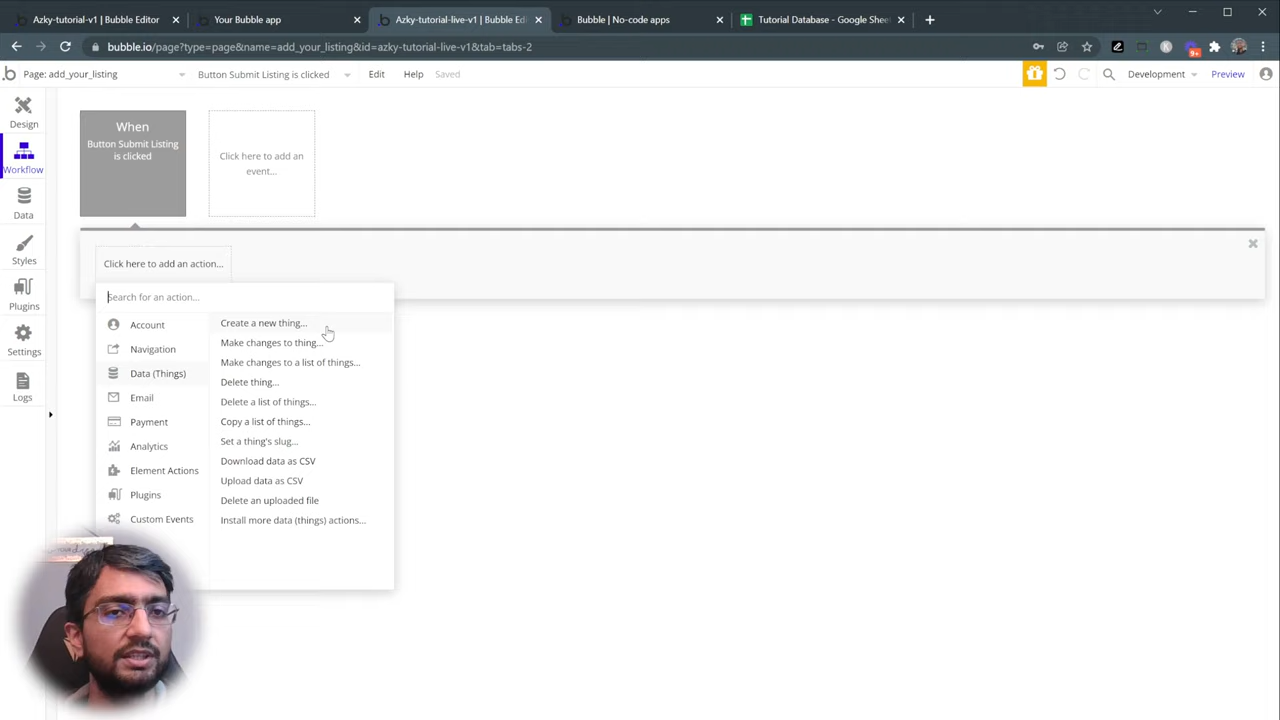 Azky-tutorial-v1 | Bubble Editor
Your Bubble app
Azky-tutorial-live-v1 | Bubble Edi
Bubble | No-code apps
Tutorial Database - Google Shee
bubble.io/page?type=page&name=add_your_listing&id=azky-tutorial-live-v1&tab=tabs-2
9+
Page: add_your_listing
Button Submit Listing is clicked
Edit
Help
Saved
Development
Preview
Design
Workflow
Data
Styles
Plugins
Settings
Logs
When
Button Submit Listing
is clicked
Click here to add an
event...
Click here to add an action...
Search for an action...
Account
Navigation
Data (Things)
Email
Payment
Analytics
Element Actions
Plugins
Custom Events
Create a new thing...
Make changes to thing...
Make changes to a list of things...
Delete thing...
Delete a list of things...
Copy a list of things...
Set a thing's slug...
Download data as CSV
Upload data as CSV
Delete an uploaded file
Install more data (things) actions...